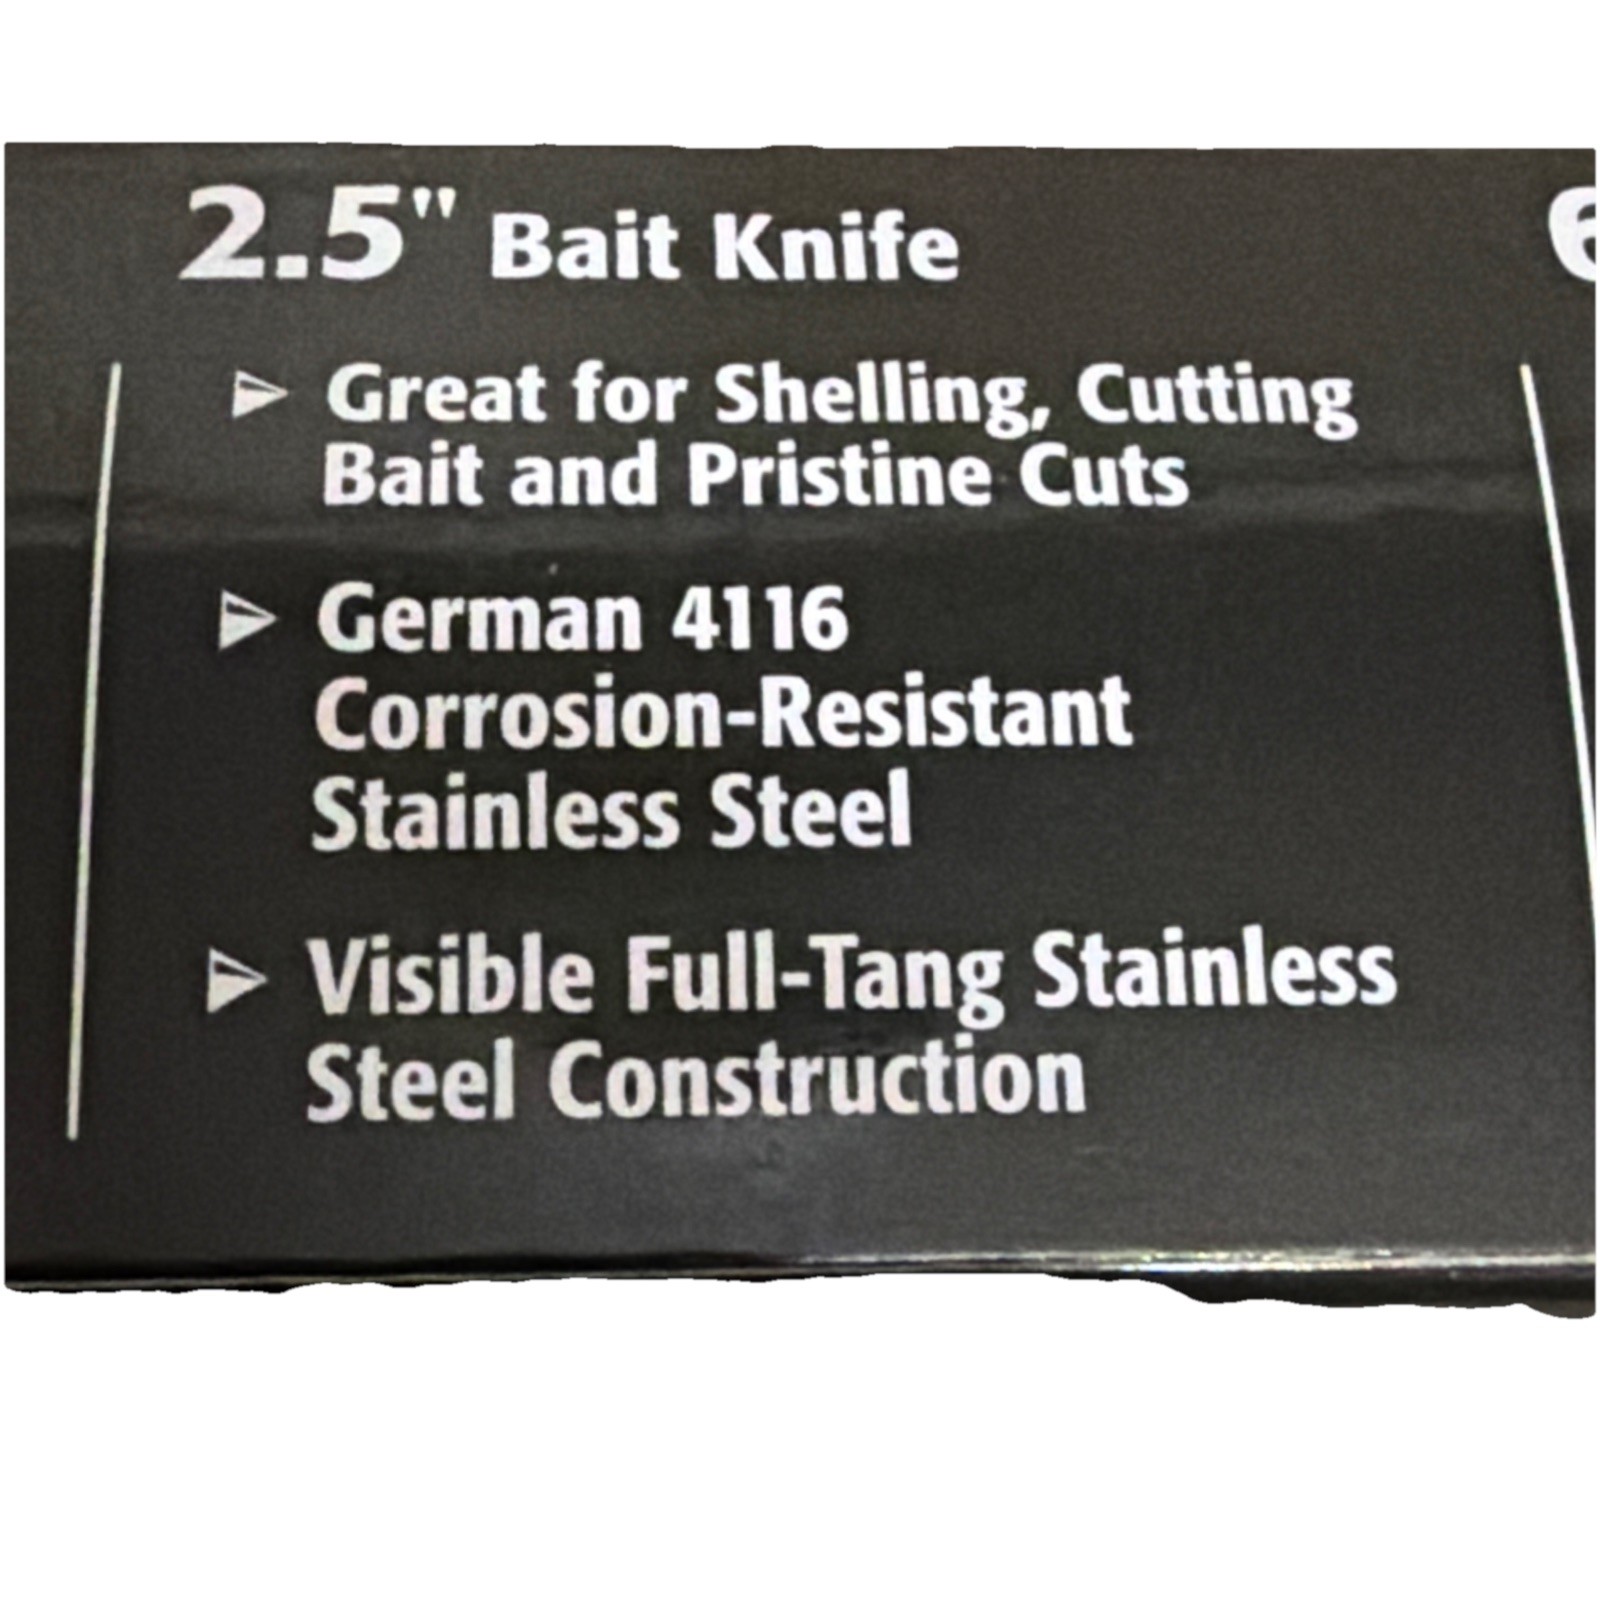 2.5" Bait Knife
Great for Shelling, Cutting
Bait and Pristine Cuts
German 4116
Corrosion-Resistant
Stainless Steel
Visible Full-Tang Stainless
Steel Construction